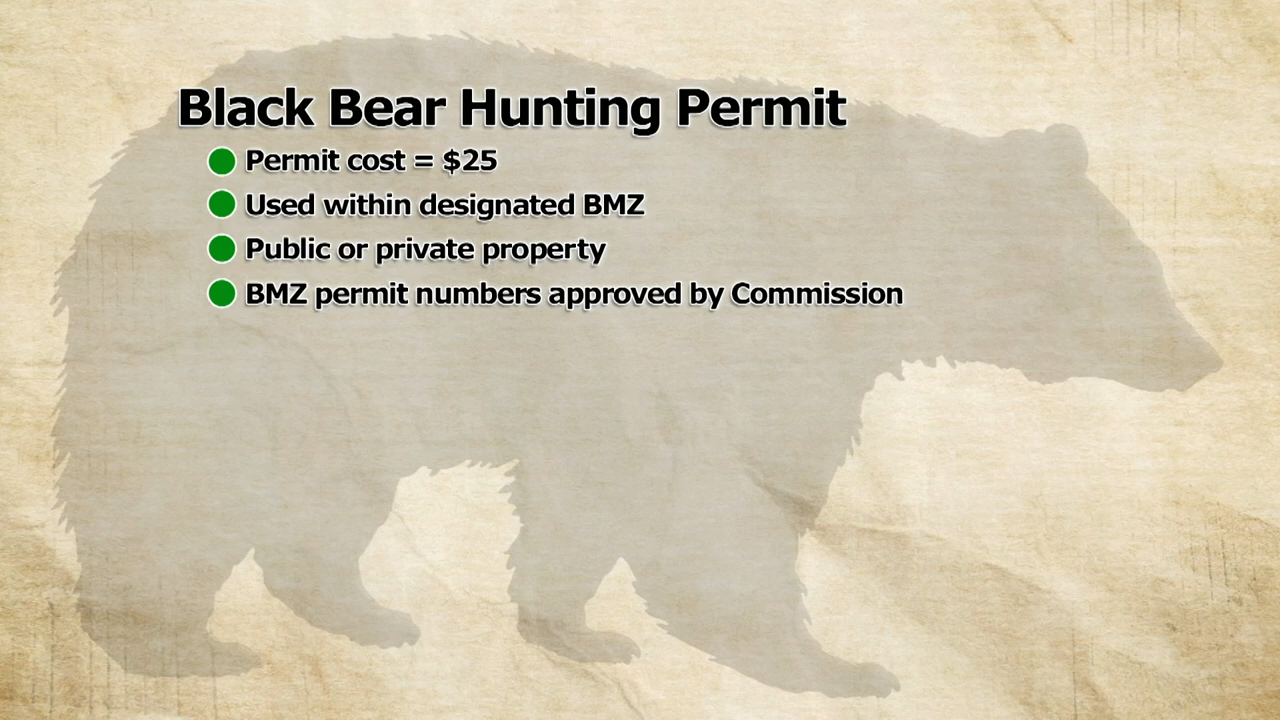 Black Bear Hunting Permit
Permit cost = $25
Used within designated BMZ
Public or private property
BMZ permit numbers approved by Commission